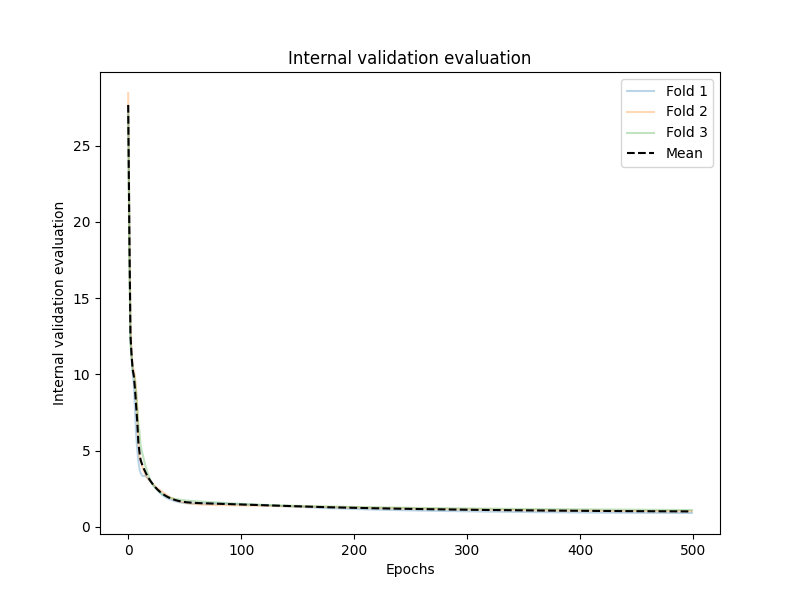 Internal validation evaluation
Fold 1
Fold 2
Fold 3
Mean
Internal validation evaluation
25
20
15
10
5
0
0 100 200 300 400 500
Epochs